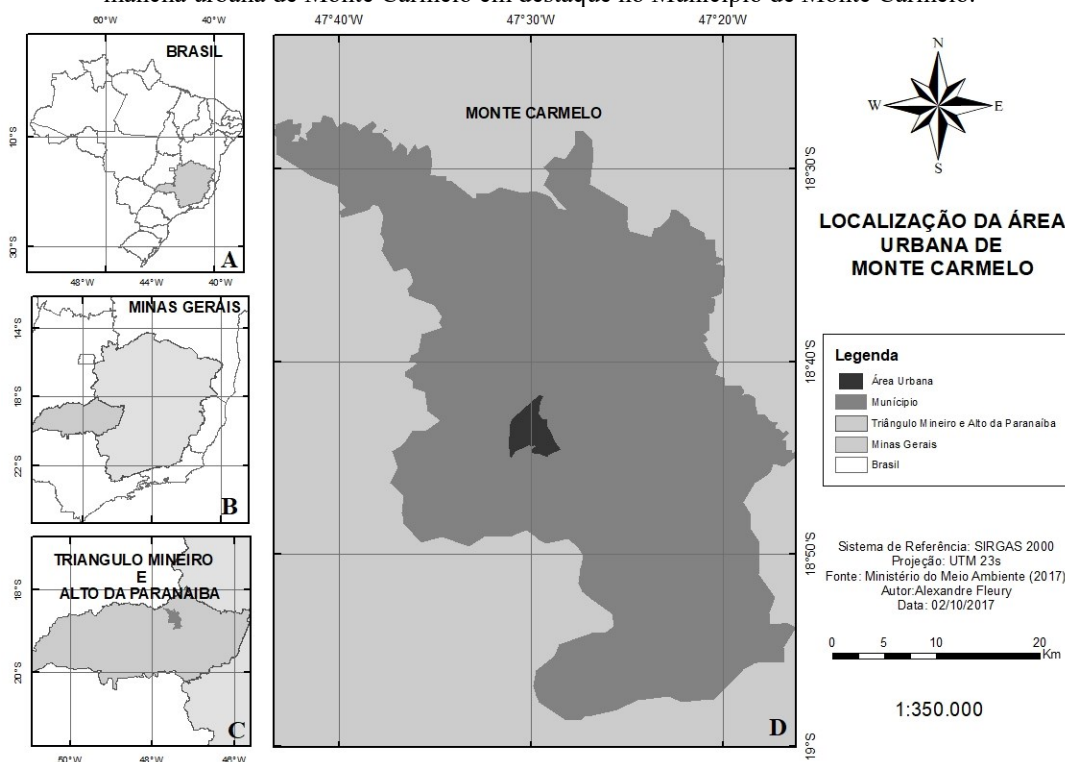 mancha urbana de Monte Carmelo em destaque no Município de Monte Carmelo.
60°W 40°W
BRASIL
10°S
30°S
A
48°W 44°W 40°W
MINAS GERAIS
14°S
18°S
22°S
B
TRIANGULO MINEIRO
E
ALTO DA PARANAIBA
18°S
20°S
C
50°W 48°W 46°W
47°40'W 47°30'W 47°20'W
MONTE CARMELO
18°30'S
18°40'S
18°50'S
19°S
D
N
W E
S
LOCALIZAÇÃO DA ÁREA
URBANA DE
MONTE CARMELO
Legenda
Área Urbana
Munícipio
Triângulo Mineiro e Alto da Paranaíba
Minas Gerais
Brasil
Sistema de Referência: SIRGAS 2000
Projeção: UTM 23s
Fonte: Ministério do Meio Ambiente (2017)
Autor:Alexandre Fleury
Data: 02/10/2017
0 5 10 20
Km
1:350.000